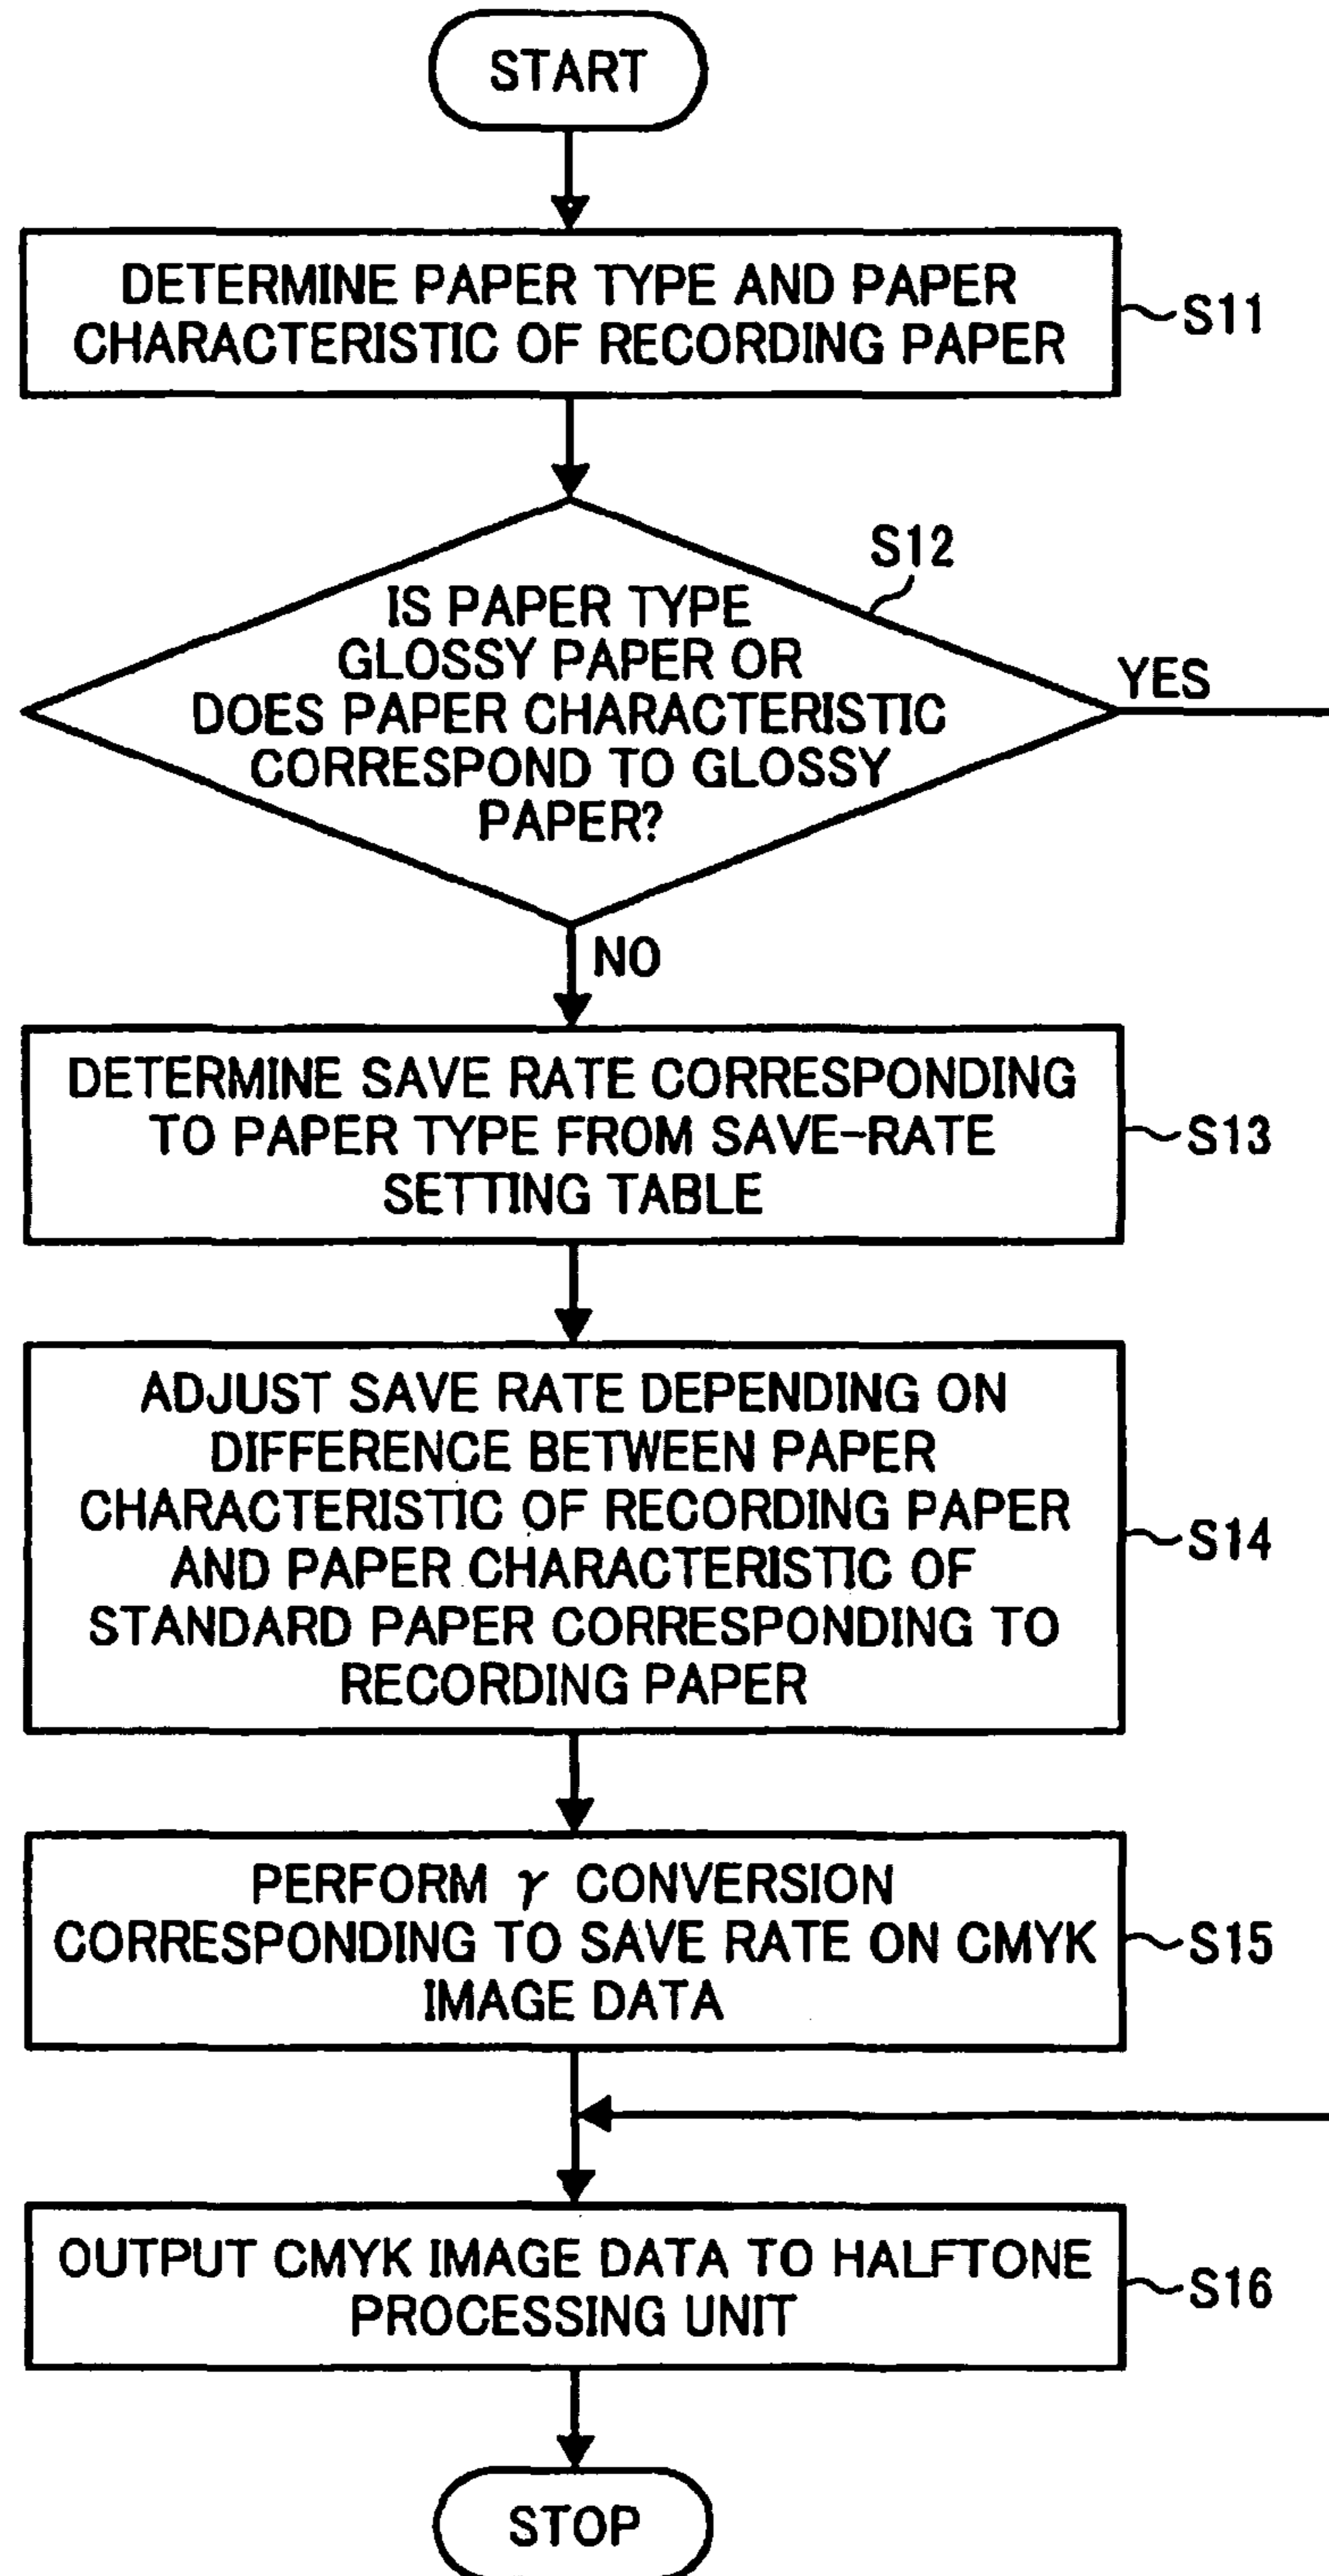 START
DETERMINE PAPER TYPE AND PAPER
CHARACTERISTIC OF RECORDING PAPER
S11
S12
IS PAPER TYPE
GLOSSY PAPER OR
DOES PAPER CHARACTERISTIC
CORRESPOND TO GLOSSY
PAPER?
YES
NO
DETERMINE SAVE RATE CORRESPONDING
TO PAPER TYPE FROM SAVE-RATE
SETTING TABLE
S13
ADJUST SAVE RATE DEPENDING ON
DIFFERENCE BETWEEN PAPER
CHARACTERISTIC OF RECORDING PAPER
AND PAPER CHARACTERISTIC OF
STANDARD PAPER CORRESPONDING TO
RECORDING PAPER
S14
PERFORM γ CONVERSION
CORRESPONDING TO SAVE RATE ON CMYK
IMAGE DATA
S15
OUTPUT CMYK IMAGE DATA TO HALFTONE
PROCESSING UNIT
S16
STOP